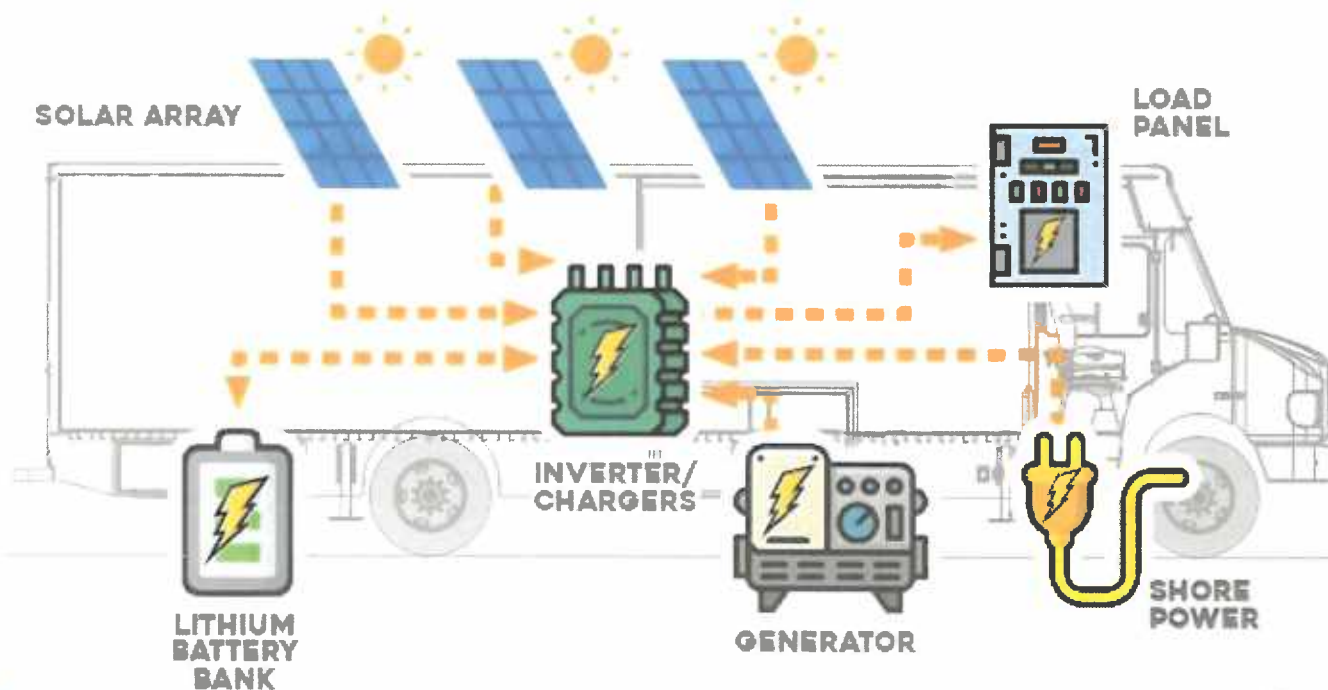 SOLAR ARRAY
LOAD
PANEL
INVERTER/
CHARGERS
LITHIUM
BATTERY
BANK
GENERATOR
SHORE
POWER